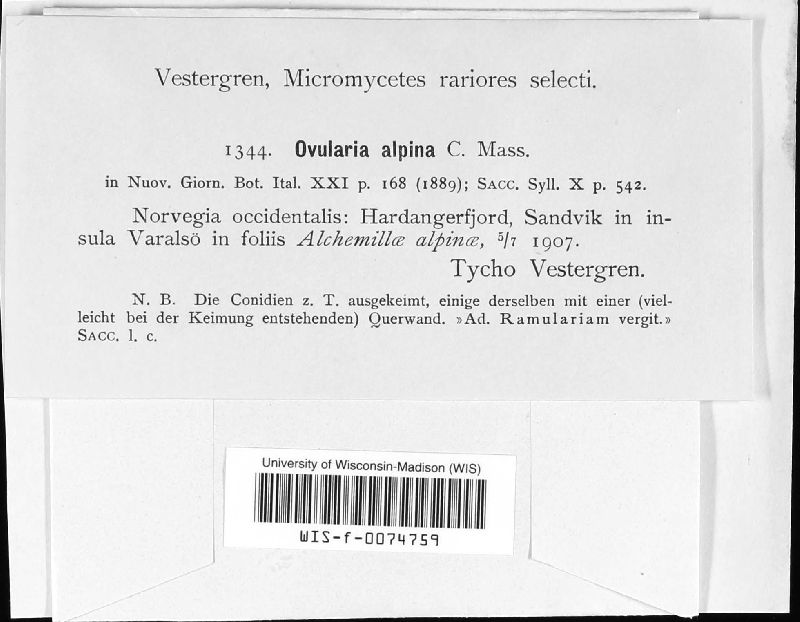 Vestergren, Micromycetes rariores selecti.
1344. Ovularia alpina C. Mass.
in Nuov. Giorn. Bot. Ital. XXI p. 168 (1889); SACC. Syll. X p. 542.
Norvegia occidentalis: Hardangerfjord, Sandvik in in-
sula Varalsö in foliis Alchemillæ alpinæ, 5/7 1907.
Tycho Vestergren.
N. B. Die Conidien z. T. ausgekeimt, einige derselben mit einer (viel-
leicht bei der Keimung entstehenden) Querwand. »Ad. Ramulariam vergit.»
SACC. l. c.
University of Wisconsin-Madison (WIS)
WIS-f-0074759